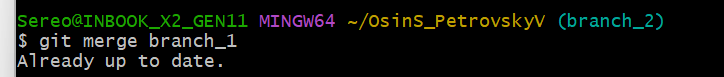 Sereo@INBOOK_X2_GEN11 MINGW64 ~/OsinS_PetrovskyV (branch_2)
$ git merge branch_1
Already up to date.